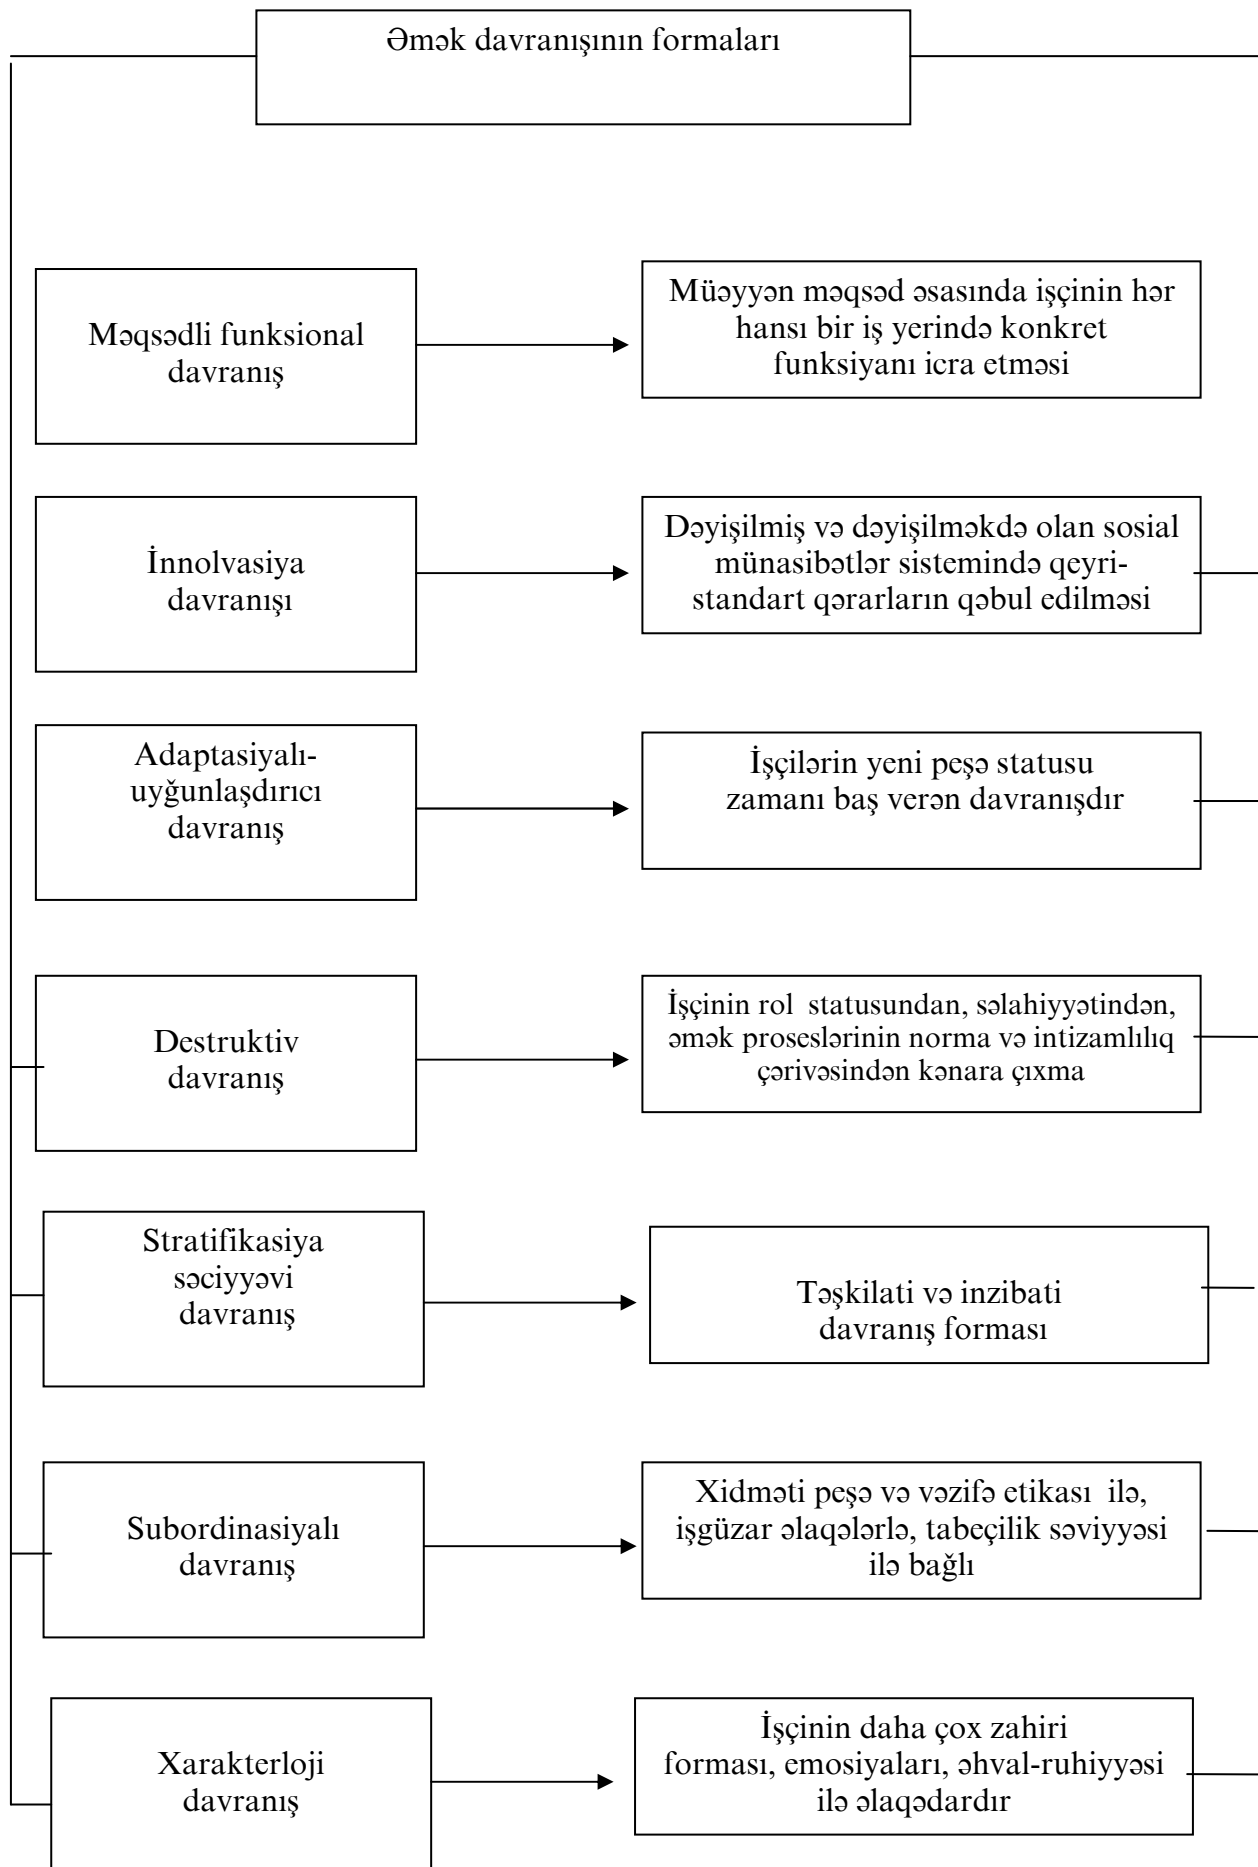 Əmək davranışının formaları
Məqsədli funksional
davranış
Müəyyən məqsəd əsasında işçinin hər
hansı bir iş yerində konkret
funksiyanı icra etməsi
İnnolvasiya
davranışı
Dəyişilmiş və dəyişilməkdə olan sosial
münasibətlər sistemində qeyri-
standart qərarların qəbul edilməsi
Adaptasiyalı-
uyğunlaşdırıcı
davranış
İşçilərin yeni peşə statusu
zamanı baş verən davranışdır
Destruktiv
davranış
İşçinin rol statusundan, səlahiyyətindən,
əmək proseslərinin norma və intizamlılıq
çərivəsindən kənara çıxma
Stratifikasiya
səciyyəvi
davranış
Təşkilati və inzibati
davranış forması
Subordinasiyalı
davranış
Xidməti peşə və vəzifə etikası ilə,
işgüzar əlaqələrlə, tabeçilik səviyyəsi
ilə bağlı
Xarakterloji
davranış
İşçinin daha çox zahiri
forması, emosiyaları, əhval-ruhiyyəsi
ilə əlaqədardır